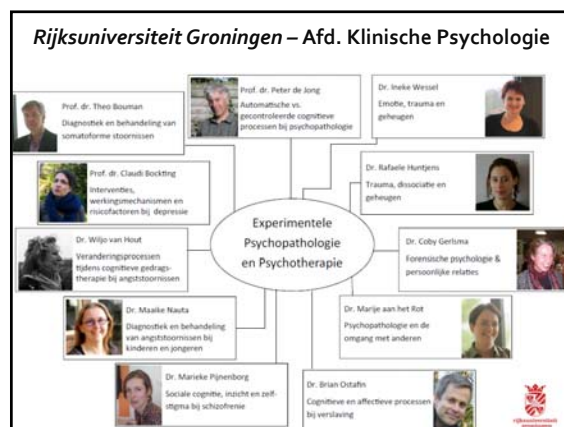 Rijksuniversiteit Groningen – Afd. Klinische Psychologie
Prof. dr. Theo Bouman
Diagnostiek en behandeling van
somatoforme stoornissen
Prof. dr. Peter de Jong
Automatische vs.
gecontroleerde cognitieve
processen bij psychopathologie
Dr. Ineke Wessel
Emotie, trauma en
geheugen
Prof. dr. Claudi Bockting
Interventies,
werkingsmechanismen en
risicofactoren bij depressie
Dr. Rafaele Huntjens
Trauma, dissociatie en
geheugen
Experimentele
Psychopathologie
en Psychotherapie
Dr. Wiljo van Hout
Veranderingsprocessen
tijdens cognitieve gedrags-
therapie bij angststoornissen
Dr. Coby Gerlsma
Forensische psychologie &
persoonlijke relaties
Dr. Maaike Nauta
Diagnostiek en behandeling
van angststoornissen bij
kinderen en jongeren
Dr. Marije aan het Rot
Psychopathologie en de
omgang met anderen
Dr. Marieke Pijnenborg
Sociale cognitie, inzicht en zelf-
stigma bij schizofrenie
Dr. Brian Ostafin
Cognitieve en affectieve processen
bij verslaving
rijksuniversiteit
groningen